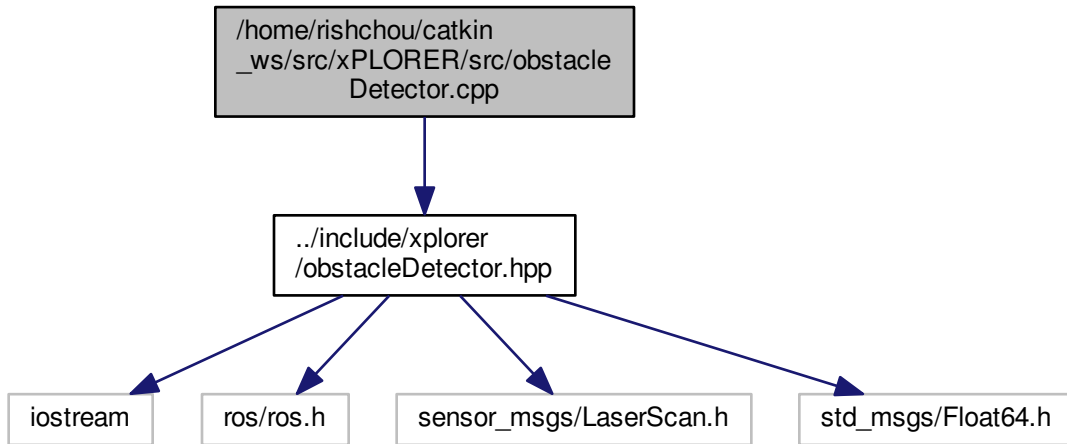 /home/rishchou/catkin
_ws/src/xPLORER/src/obstacle
Detector.cpp
../include/xplorer
/obstacleDetector.hpp
iostream
ros/ros.h
sensor_msgs/LaserScan.h
std_msgs/Float64.h